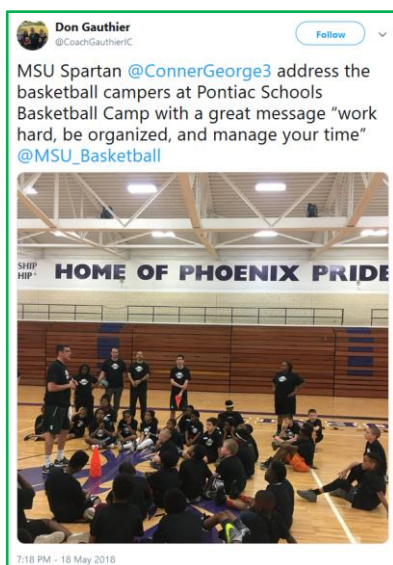 Don Gauthier
@CoachGauthierIC
Follow
MSU Spartan @ConnerGeorge3 address the
basketball campers at Pontiac Schools
Basketball Camp with a great message “work
hard, be organized, and manage your time”
@MSU_Basketball
SHIP
HIP
HOME OF PHOENIX PRIDE
7:18 PM - 18 May 2018